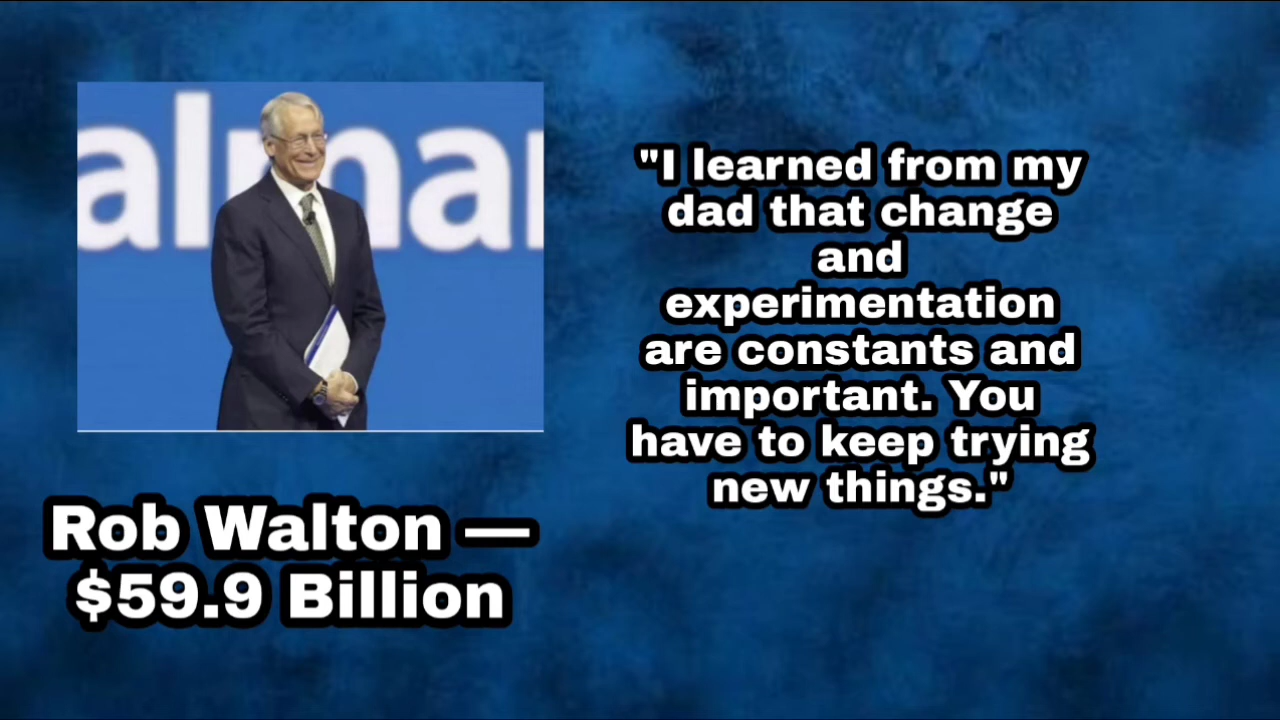 almar
"I learned from my
dad that change
and
experimentation
are constants and
important. You
have to keep trying
new things."
Rob Walton —
$59.9 Billion